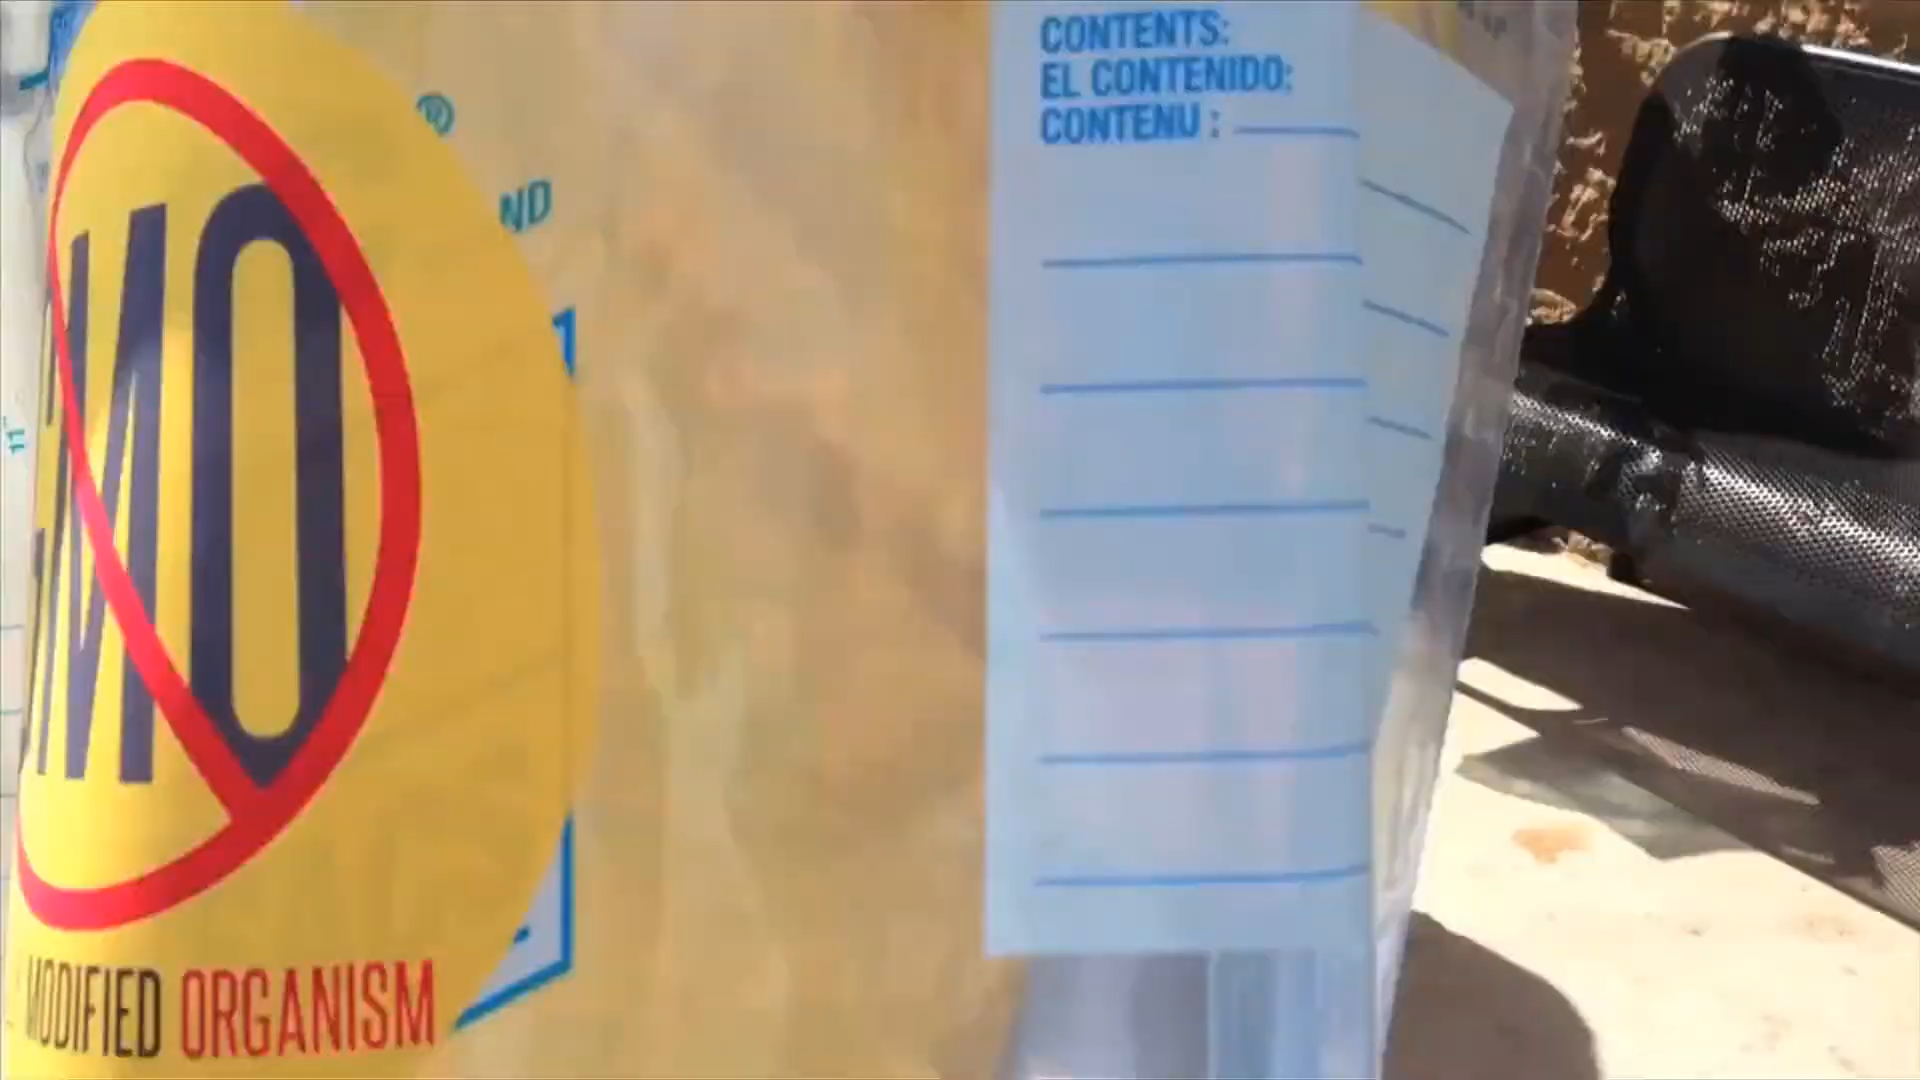 CONTENTS:
EL CONTENIDO:
CONTENU :
®
ND
MO
MODIFIED ORGANISM